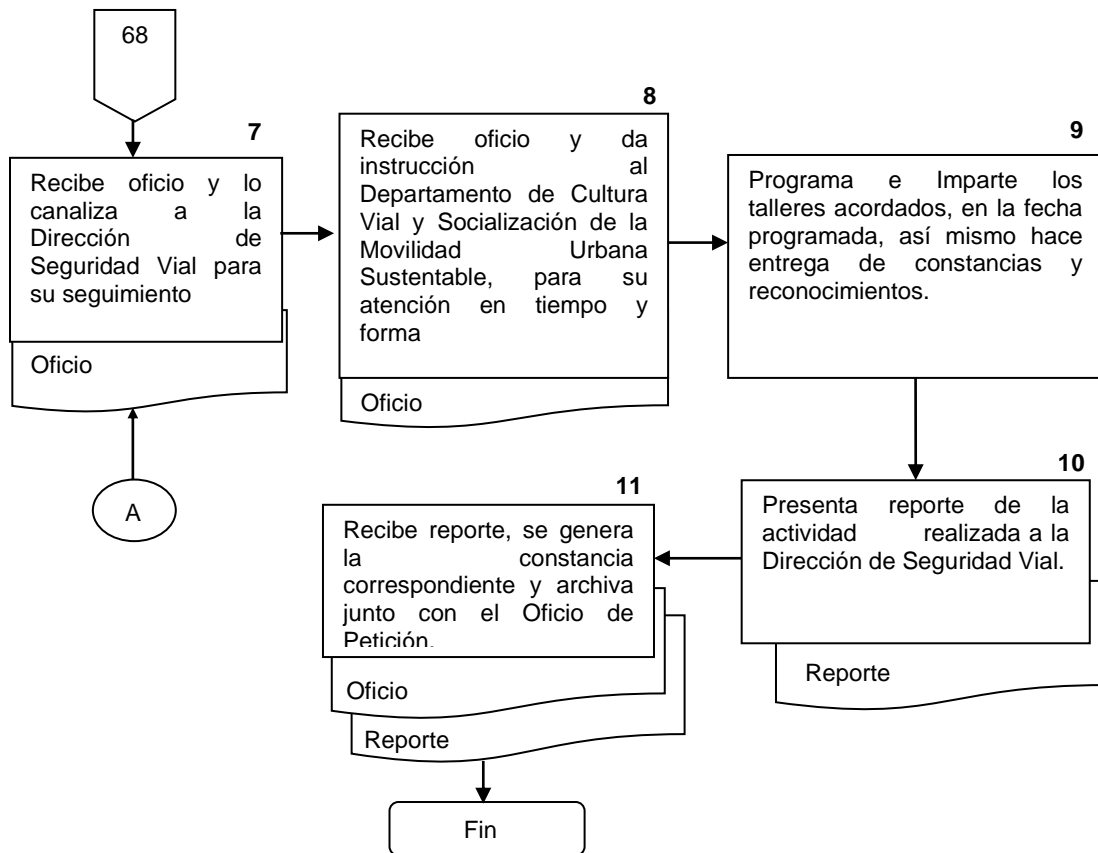 68
7
Recibe oficio y lo
canaliza a la
Dirección de
Seguridad Vial para
su seguimiento
Oficio
A
8
Recibe oficio y da
instrucción al
Departamento de Cultura
Vial y Socialización de la
Movilidad Urbana
Sustentable, para su
atención en tiempo y
forma
Oficio
9
Programa e Imparte los
talleres acordados, en la fecha
programada, así mismo hace
entrega de constancias y
reconocimientos.
10
Presenta reporte de la
actividad realizada a la
Dirección de Seguridad Vial.
Reporte
11
Recibe reporte, se genera
la constancia
correspondiente y archiva
junto con el Oficio de
Petición.
Oficio
Reporte
Fin